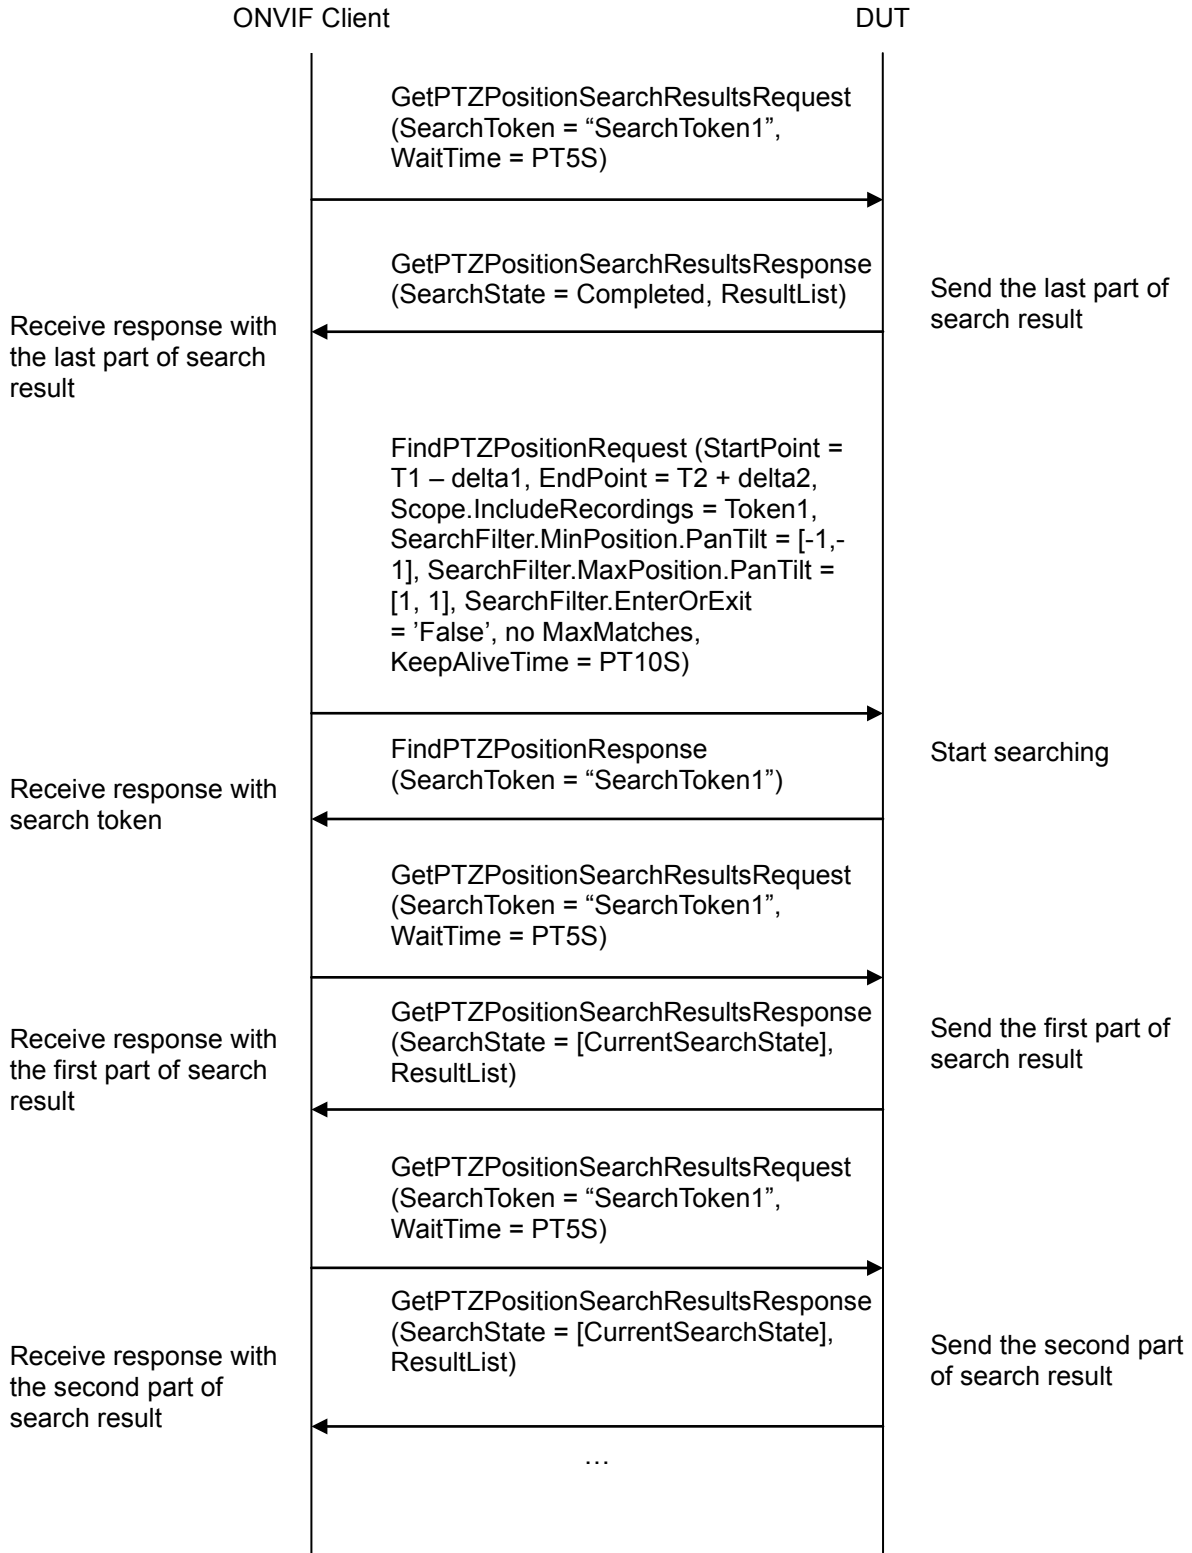 ONVIF Client
DUT
GetPTZPositionSearchResultsRequest
(SearchToken = “SearchToken1”,
WaitTime = PT5S)
GetPTZPositionSearchResultsResponse
(SearchState = Completed, ResultList)
Send the last part of
search result
Receive response with
the last part of search
result
FindPTZPositionRequest (StartPoint =
T1 – delta1, EndPoint = T2 + delta2,
Scope.IncludeRecordings = Token1,
SearchFilter.MinPosition.PanTilt = [-1,-
1], SearchFilter.MaxPosition.PanTilt =
[1, 1], SearchFilter.EnterOrExit
= ’False’, no MaxMatches,
KeepAliveTime = PT10S)
FindPTZPositionResponse
(SearchToken = “SearchToken1”)
Start searching
Receive response with
search token
GetPTZPositionSearchResultsRequest
(SearchToken = “SearchToken1”,
WaitTime = PT5S)
GetPTZPositionSearchResultsResponse
(SearchState = [CurrentSearchState],
ResultList)
Send the first part of
search result
Receive response with
the first part of search
result
GetPTZPositionSearchResultsRequest
(SearchToken = “SearchToken1”,
WaitTime = PT5S)
GetPTZPositionSearchResultsResponse
(SearchState = [CurrentSearchState],
ResultList)
Send the second part
of search result
Receive response with
the second part of
search result
…